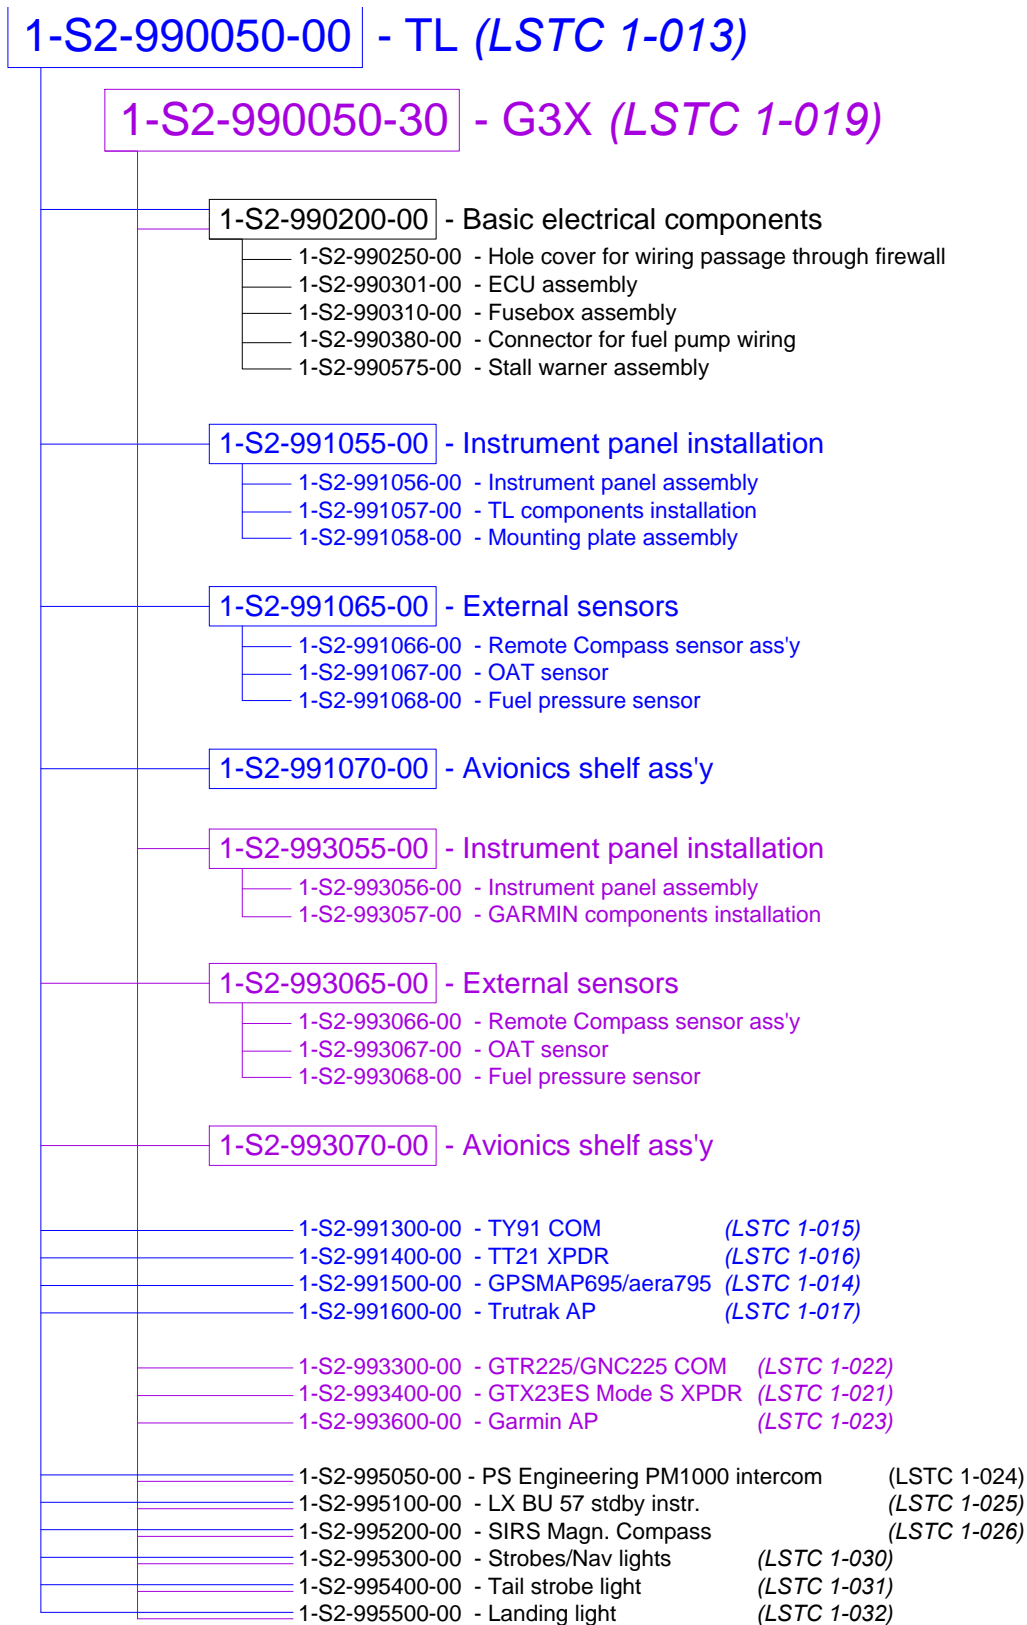 1-S2-990050-00 - TL (LSTC 1-013)
1-S2-990050-30 - G3X (LSTC 1-019)
1-S2-990200-00 - Basic electrical components
1-S2-990250-00 - Hole cover for wiring passage through firewall
1-S2-990301-00 - ECU assembly
1-S2-990310-00 - Fusebox assembly
1-S2-990380-00 - Connector for fuel pump wiring
1-S2-990575-00 - Stall warner assembly
1-S2-991055-00 - Instrument panel installation
1-S2-991056-00 - Instrument panel assembly
1-S2-991057-00 - TL components installation
1-S2-991058-00 - Mounting plate assembly
1-S2-991065-00 - External sensors
1-S2-991066-00 - Remote Compass sensor ass'y
1-S2-991067-00 - OAT sensor
1-S2-991068-00 - Fuel pressure sensor
1-S2-991070-00 - Avionics shelf ass'y
1-S2-993055-00 - Instrument panel installation
1-S2-993056-00 - Instrument panel assembly
1-S2-993057-00 - GARMIN components installation
1-S2-993065-00 - External sensors
1-S2-993066-00 - Remote Compass sensor ass'y
1-S2-993067-00 - OAT sensor
1-S2-993068-00 - Fuel pressure sensor
1-S2-993070-00 - Avionics shelf ass'y
1-S2-991300-00 - TY91 COM (LSTC 1-015)
1-S2-991400-00 - TT21 XPDR (LSTC 1-016)
1-S2-991500-00 - GPSMAP695/aera795 (LSTC 1-014)
1-S2-991600-00 - Trutrak AP (LSTC 1-017)
1-S2-993300-00 - GTR225/GNC225 COM (LSTC 1-022)
1-S2-993400-00 - GTX23ES Mode S XPDR (LSTC 1-021)
1-S2-993600-00 - Garmin AP (LSTC 1-023)
1-S2-995050-00 - PS Engineering PM1000 intercom (LSTC 1-024)
1-S2-995100-00 - LX BU 57 stdby instr. (LSTC 1-025)
1-S2-995200-00 - SIRS Magn. Compass (LSTC 1-026)
1-S2-995300-00 - Strobes/Nav lights (LSTC 1-030)
1-S2-995400-00 - Tail strobe light (LSTC 1-031)
1-S2-995500-00 - Landing light (LSTC 1-032)